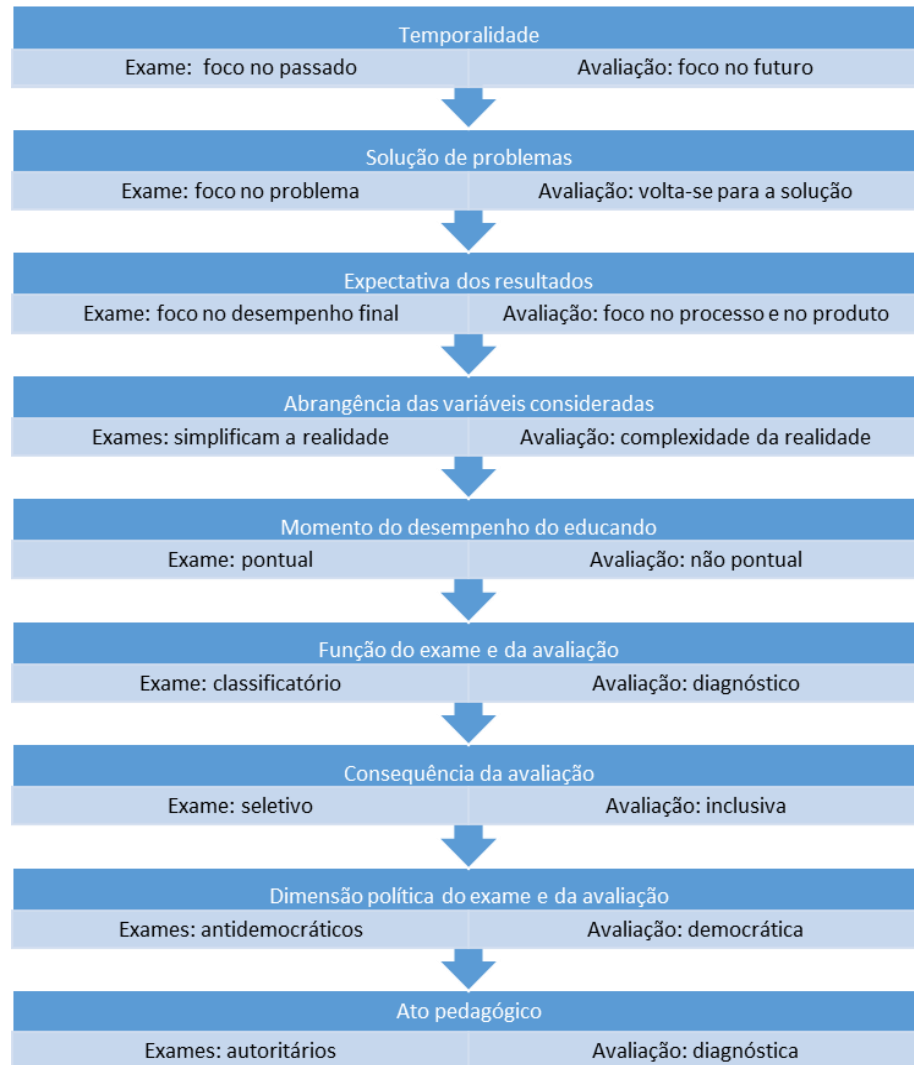 Temporalidade
Exame: foco no passado
Avaliação: foco no futuro
Solução de problemas
Exame: foco no problema
Avaliação: volta-se para a solução
Expectativa dos resultados
Exame: foco no desempenho final
Avaliação: foco no processo e no produto
Abrangência das variáveis consideradas
Exames: simplificam a realidade
Avaliação: complexidade da realidade
Momento do desempenho do educando
Exame: pontual
Avaliação: não pontual
Função do exame e da avaliação
Exame: classificatório
Avaliação: diagnóstico
Consequência da avaliação
Exame: seletivo
Avaliação: inclusiva
Dimensão política do exame e da avaliação
Exames: antidemocráticos
Avaliação: democrática
Ato pedagógico
Exames: autoritários
Avaliação: diagnóstica